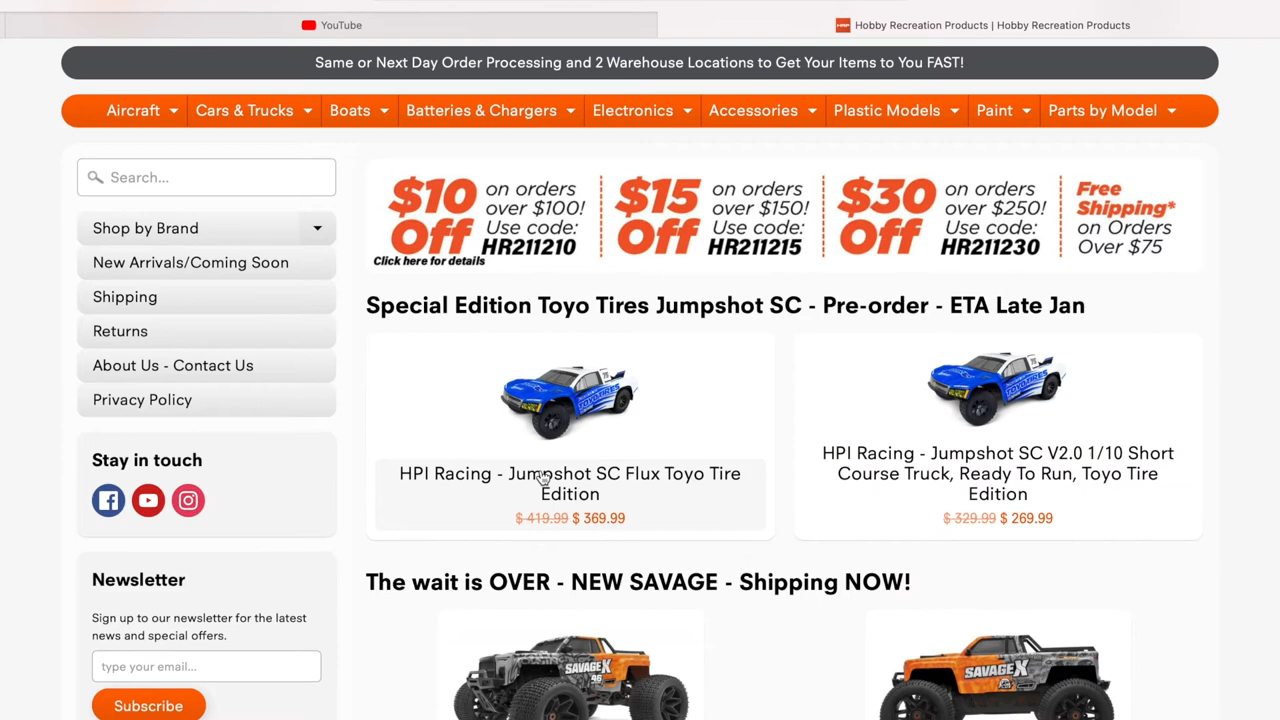 YouTube
Hobby Recreation Products | Hobby Recreation Products
Same or Next Day Order Processing and 2 Warehouse Locations to Get Your Items to You FAST!
Aircraft Cars & Trucks Boats Batteries & Chargers Electronics Accessories Plastic Models Paint Parts by Model
Search...
Shop by Brand
New Arrivals/Coming Soon
Shipping
Returns
About Us - Contact Us
Privacy Policy
Stay in touch
Newsletter
Sign up to our newsletter for the latest
news and special offers.
type your email...
Subscribe
$10 Off
on orders
over $100!
Use code:
HR211210
Click here for details
$15 Off
on orders
over $150!
Use code:
HR211215
$30 Off
on orders
over $250!
Use code:
HR211230
Free
Shipping*
on Orders
Over $75
Special Edition Toyo Tires Jumpshot SC - Pre-order - ETA Late Jan
TOYO TIRES
HPI Racing - Jumpshot SC Flux Toyo Tire
Edition
$ 419.99 $ 369.99
TOYO TIRES
HPI Racing - Jumpshot SC V2.0 1/10 Short
Course Truck, Ready To Run, Toyo Tire
Edition
$ 329.99 $ 269.99
The wait is OVER - NEW SAVAGE - Shipping NOW!
SAVAGE X
SAVAGE X